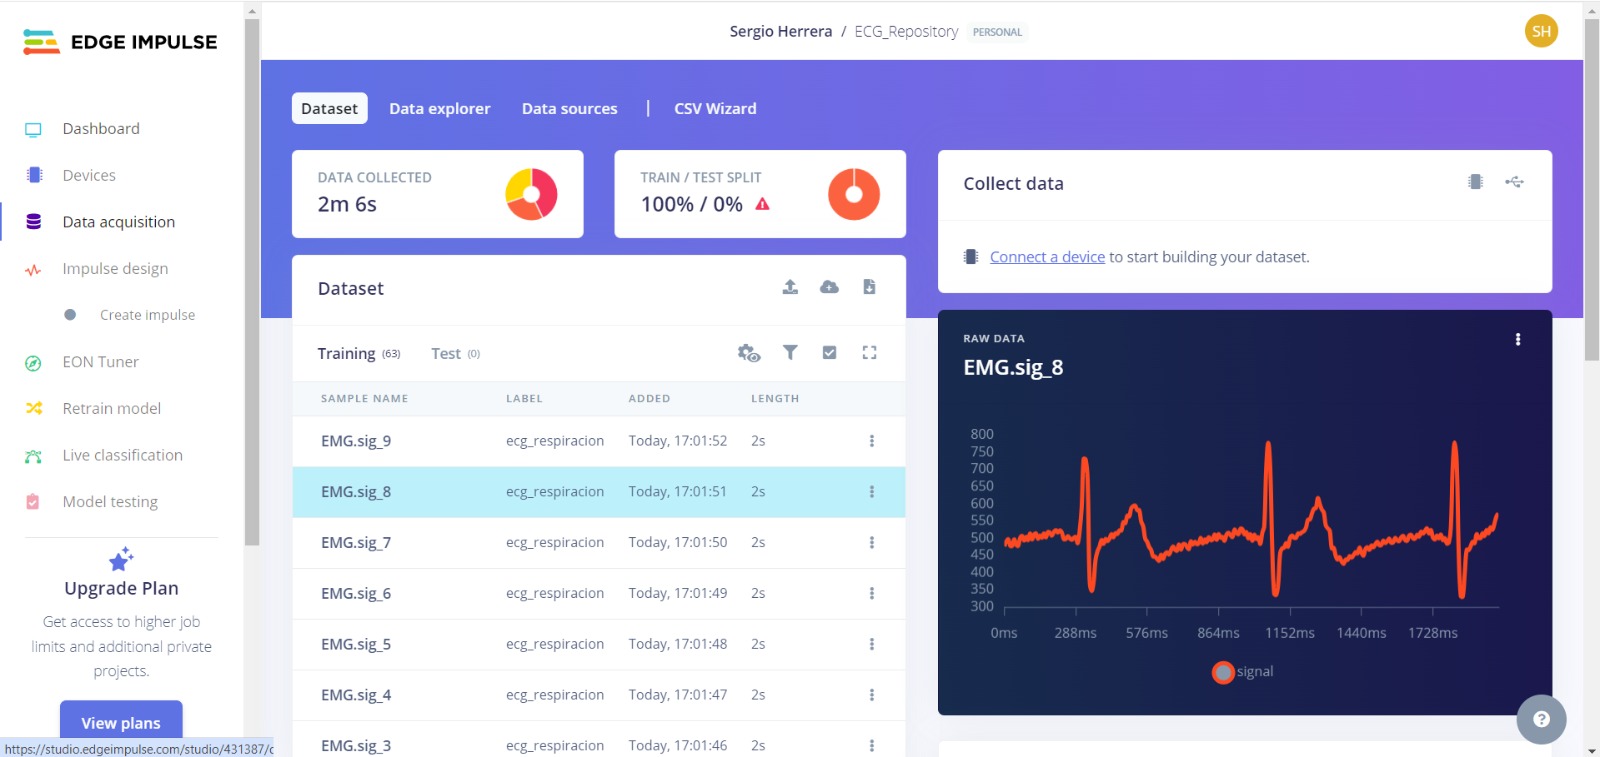 EDGE IMPULSE
Sergio Herrera / ECG_Repository PERSONAL
SH
Dashboard
Devices
Data acquisition
Impulse design
Create impulse
EON Tuner
Retrain model
Live classification
Model testing
Upgrade Plan
Get access to higher job
limits and additional private
projects.
View plans
https://studio.edgeimpulse.com/studio/431387/c
Dataset Data explorer Data sources | CSV Wizard
DATA COLLECTED
2m 6s
TRAIN / TEST SPLIT
100% / 0%
Dataset
Training (63) Test (0)
SAMPLE NAME LABEL ADDED LENGTH
EMG.sig_9 ecg_respiracion Today, 17:01:52 2s
EMG.sig_8 ecg_respiracion Today, 17:01:51 2s
EMG.sig_7 ecg_respiracion Today, 17:01:50 2s
EMG.sig_6 ecg_respiracion Today, 17:01:49 2s
EMG.sig_5 ecg_respiracion Today, 17:01:48 2s
EMG.sig_4 ecg_respiracion Today, 17:01:47 2s
EMG.sig_3 ecg_respiracion Today, 17:01:46 2s
Collect data
Connect a device to start building your dataset.
RAW DATA
EMG.sig_8
800
750
700
650
600
550
500
450
400
350
300
0ms 288ms 576ms 864ms 1152ms 1440ms 1728ms
signal
?